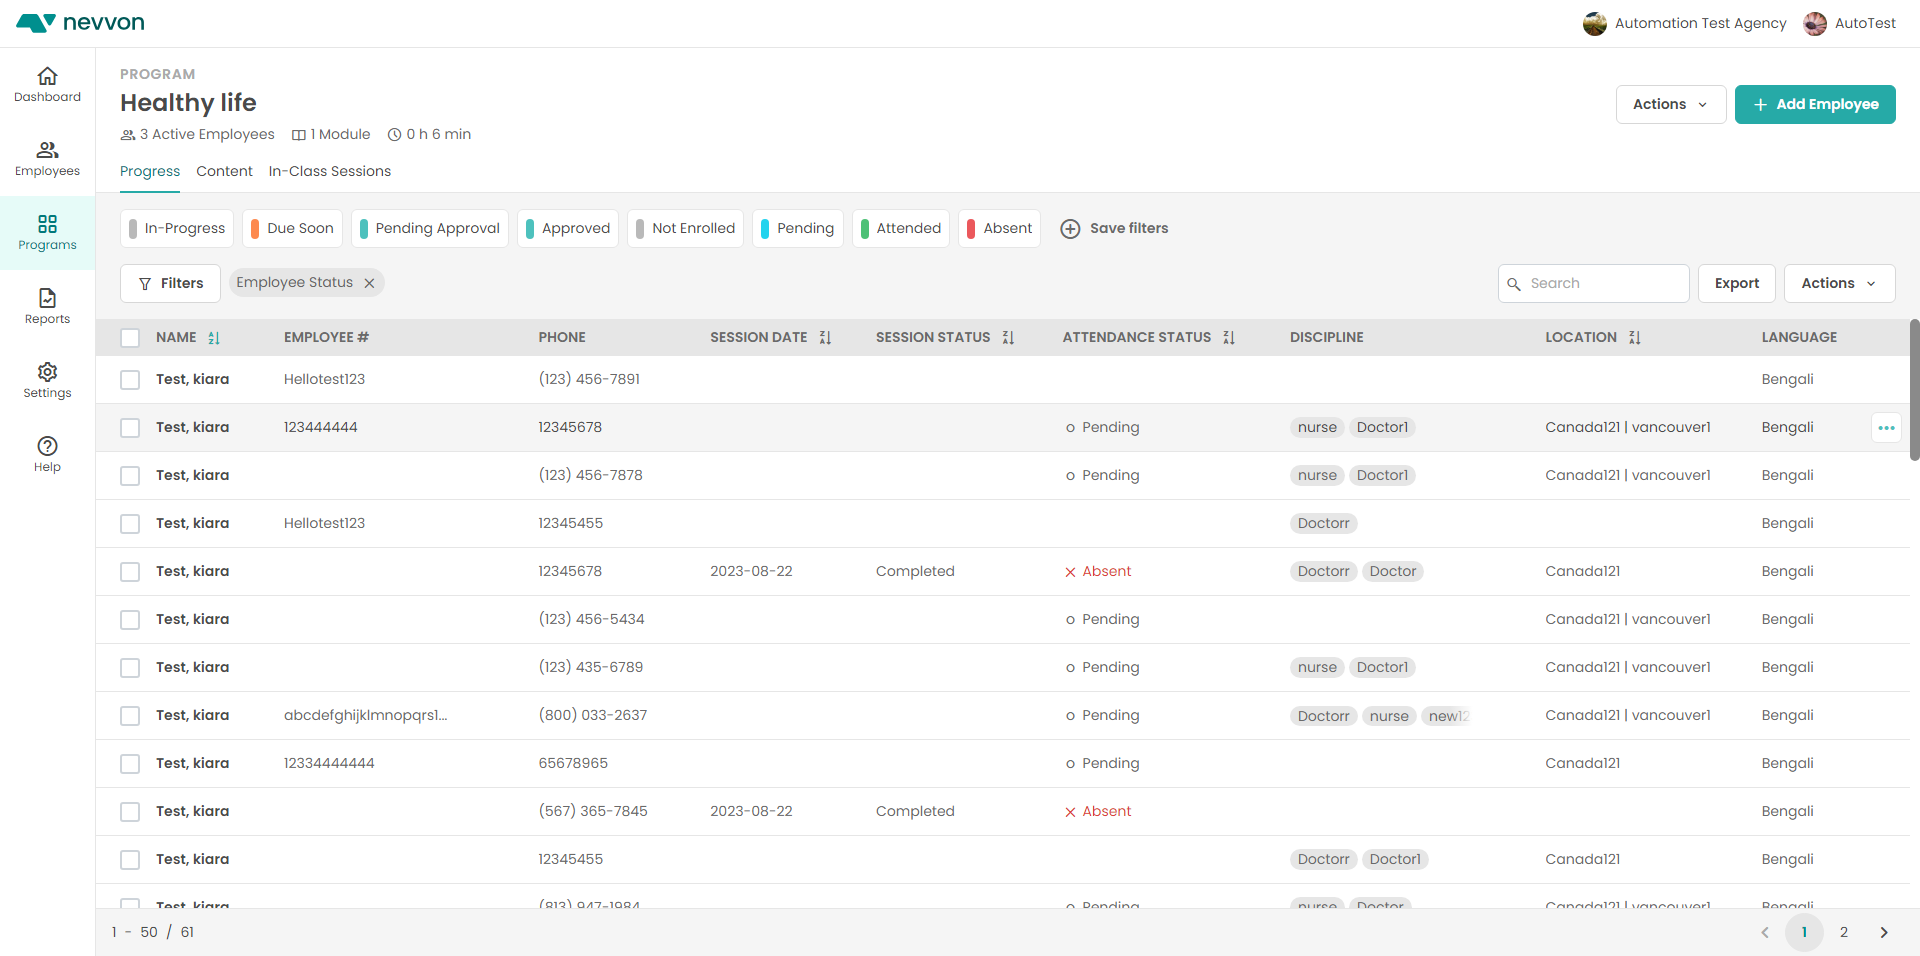 nevvon
Automation Test Agency AutoTest
Dashboard
Employees
Programs
Reports
Settings
Help
PROGRAM
Healthy life
3 Active Employees 1 Module 0 h 6 min
Actions + Add Employee
Progress Content In-Class Sessions
In-Progress Due Soon Pending Approval Approved Not Enrolled Pending Attended Absent Save filters
Filters Employee Status Search Export Actions
NAME EMPLOYEE # PHONE SESSION DATE SESSION STATUS ATTENDANCE STATUS DISCIPLINE LOCATION LANGUAGE
Test, kiara Hellotest123 (123) 456-7891 Bengali
Test, kiara 123444444 12345678 Pending nurse Doctor1 Canada121 | vancouver1 Bengali
Test, kiara (123) 456-7878 Pending nurse Doctor1 Canada121 | vancouver1 Bengali
Test, kiara Hellotest123 12345455 Doctorr Bengali
Test, kiara 12345678 2023-08-22 Completed Absent Doctorr Doctor Canada121 Bengali
Test, kiara (123) 456-5434 Pending Canada121 | vancouver1 Bengali
Test, kiara (123) 435-6789 Pending nurse Doctor1 Canada121 | vancouver1 Bengali
Test, kiara abcdefghijklmnopqrs1... (800) 033-2637 Pending Doctorr nurse new12 Canada121 | vancouver1 Bengali
Test, kiara 12334444444 65678965 Pending Canada121 Bengali
Test, kiara (567) 365-7845 2023-08-22 Completed Absent Bengali
Test, kiara 12345455 Doctorr Doctor1 Canada121 Bengali
Test, kiara (813) 947-1984 Pending nurse Doctor Canada121 | vancouver1 Bengali
1 - 50 / 61 1 2